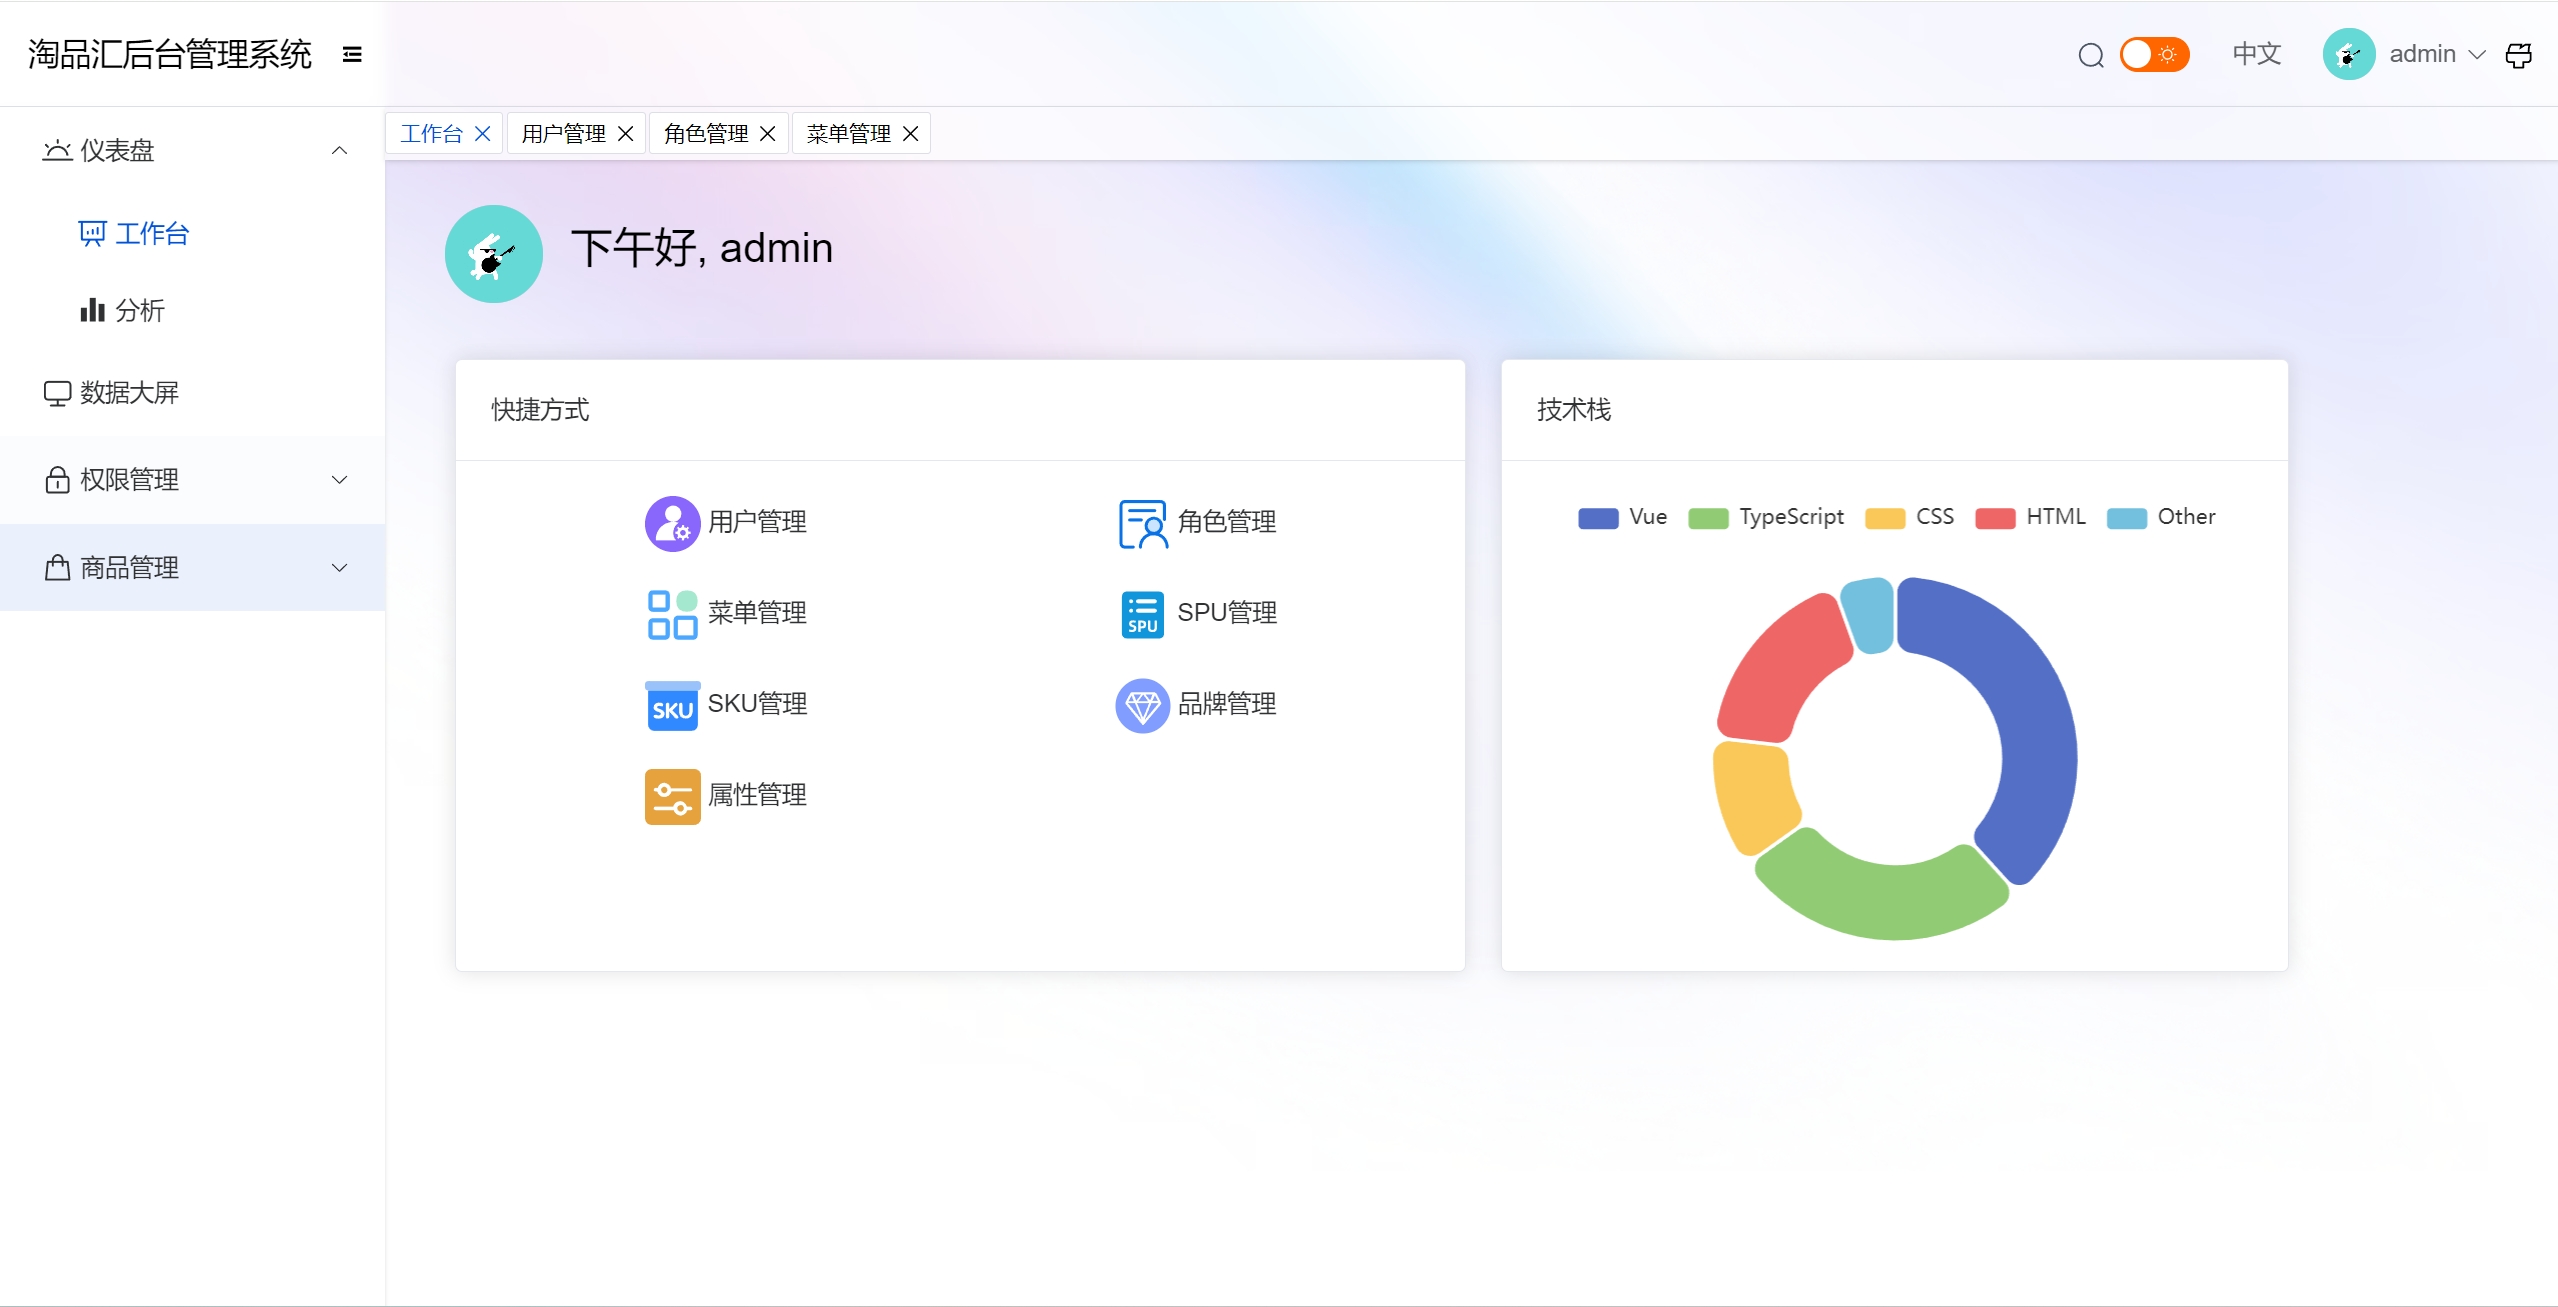 淘品汇后台管理系统
中文 admin
工作台 用户管理 角色管理 菜单管理
仪表盘
工作台
分析
数据大屏
权限管理
商品管理
下午好, admin
快捷方式
用户管理 角色管理
菜单管理 SPU SPU管理
SKU SKU管理 品牌管理
属性管理
技术栈
Vue TypeScript CSS HTML Other